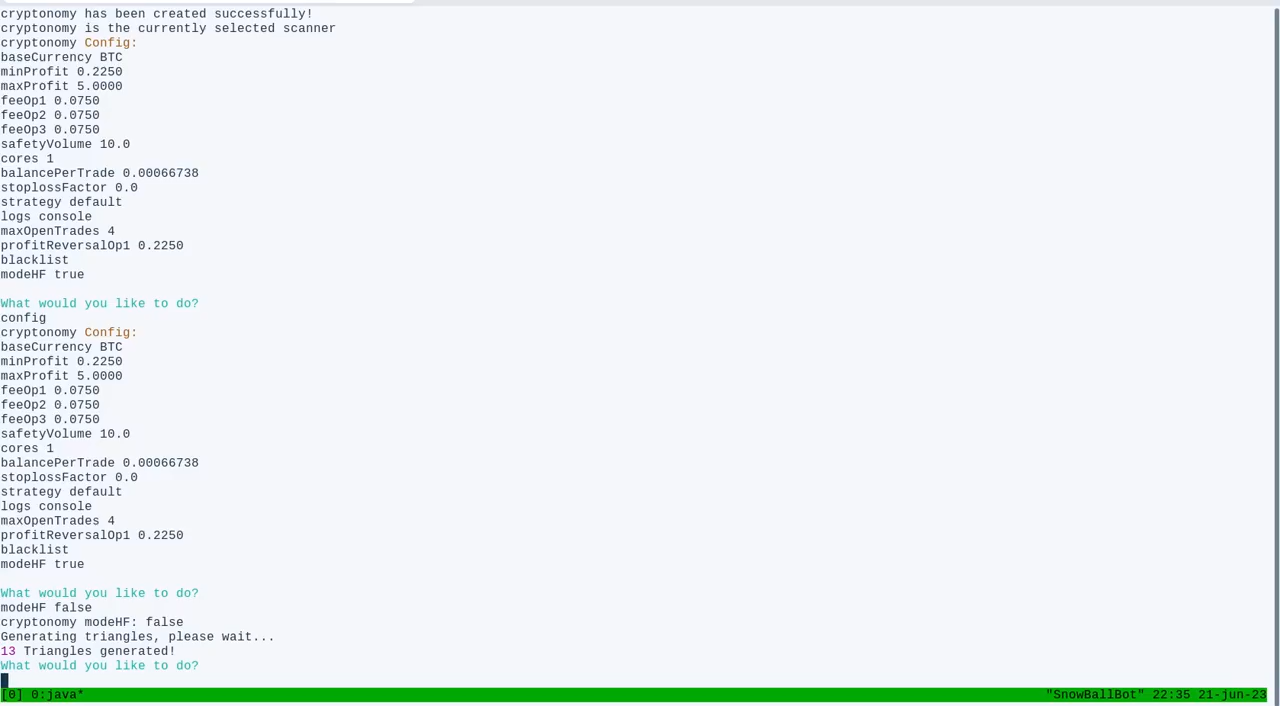 cryptonomy has been created successfully!
cryptonomy is the currently selected scanner
cryptonomy Config:
baseCurrency BTC
minProfit 0.2250
maxProfit 5.0000
feeOp1 0.0750
feeOp2 0.0750
feeOp3 0.0750
safetyVolume 10.0
cores 1
balancePerTrade 0.00066738
stoplossFactor 0.0
strategy default
logs console
maxOpenTrades 4
profitReversalOp1 0.2250
blacklist
modeHF true
What would you like to do?
config
cryptonomy Config:
baseCurrency BTC
minProfit 0.2250
maxProfit 5.0000
feeOp1 0.0750
feeOp2 0.0750
feeOp3 0.0750
safetyVolume 10.0
cores 1
balancePerTrade 0.00066738
stoplossFactor 0.0
strategy default
logs console
maxOpenTrades 4
profitReversalOp1 0.2250
blacklist
modeHF true
What would you like to do?
modeHF false
cryptonomy modeHF: false
Generating triangles, please wait...
13 Triangles generated!
What would you like to do?
[0] 0:java* "SnowBallBot" 22:35 21-jun-23